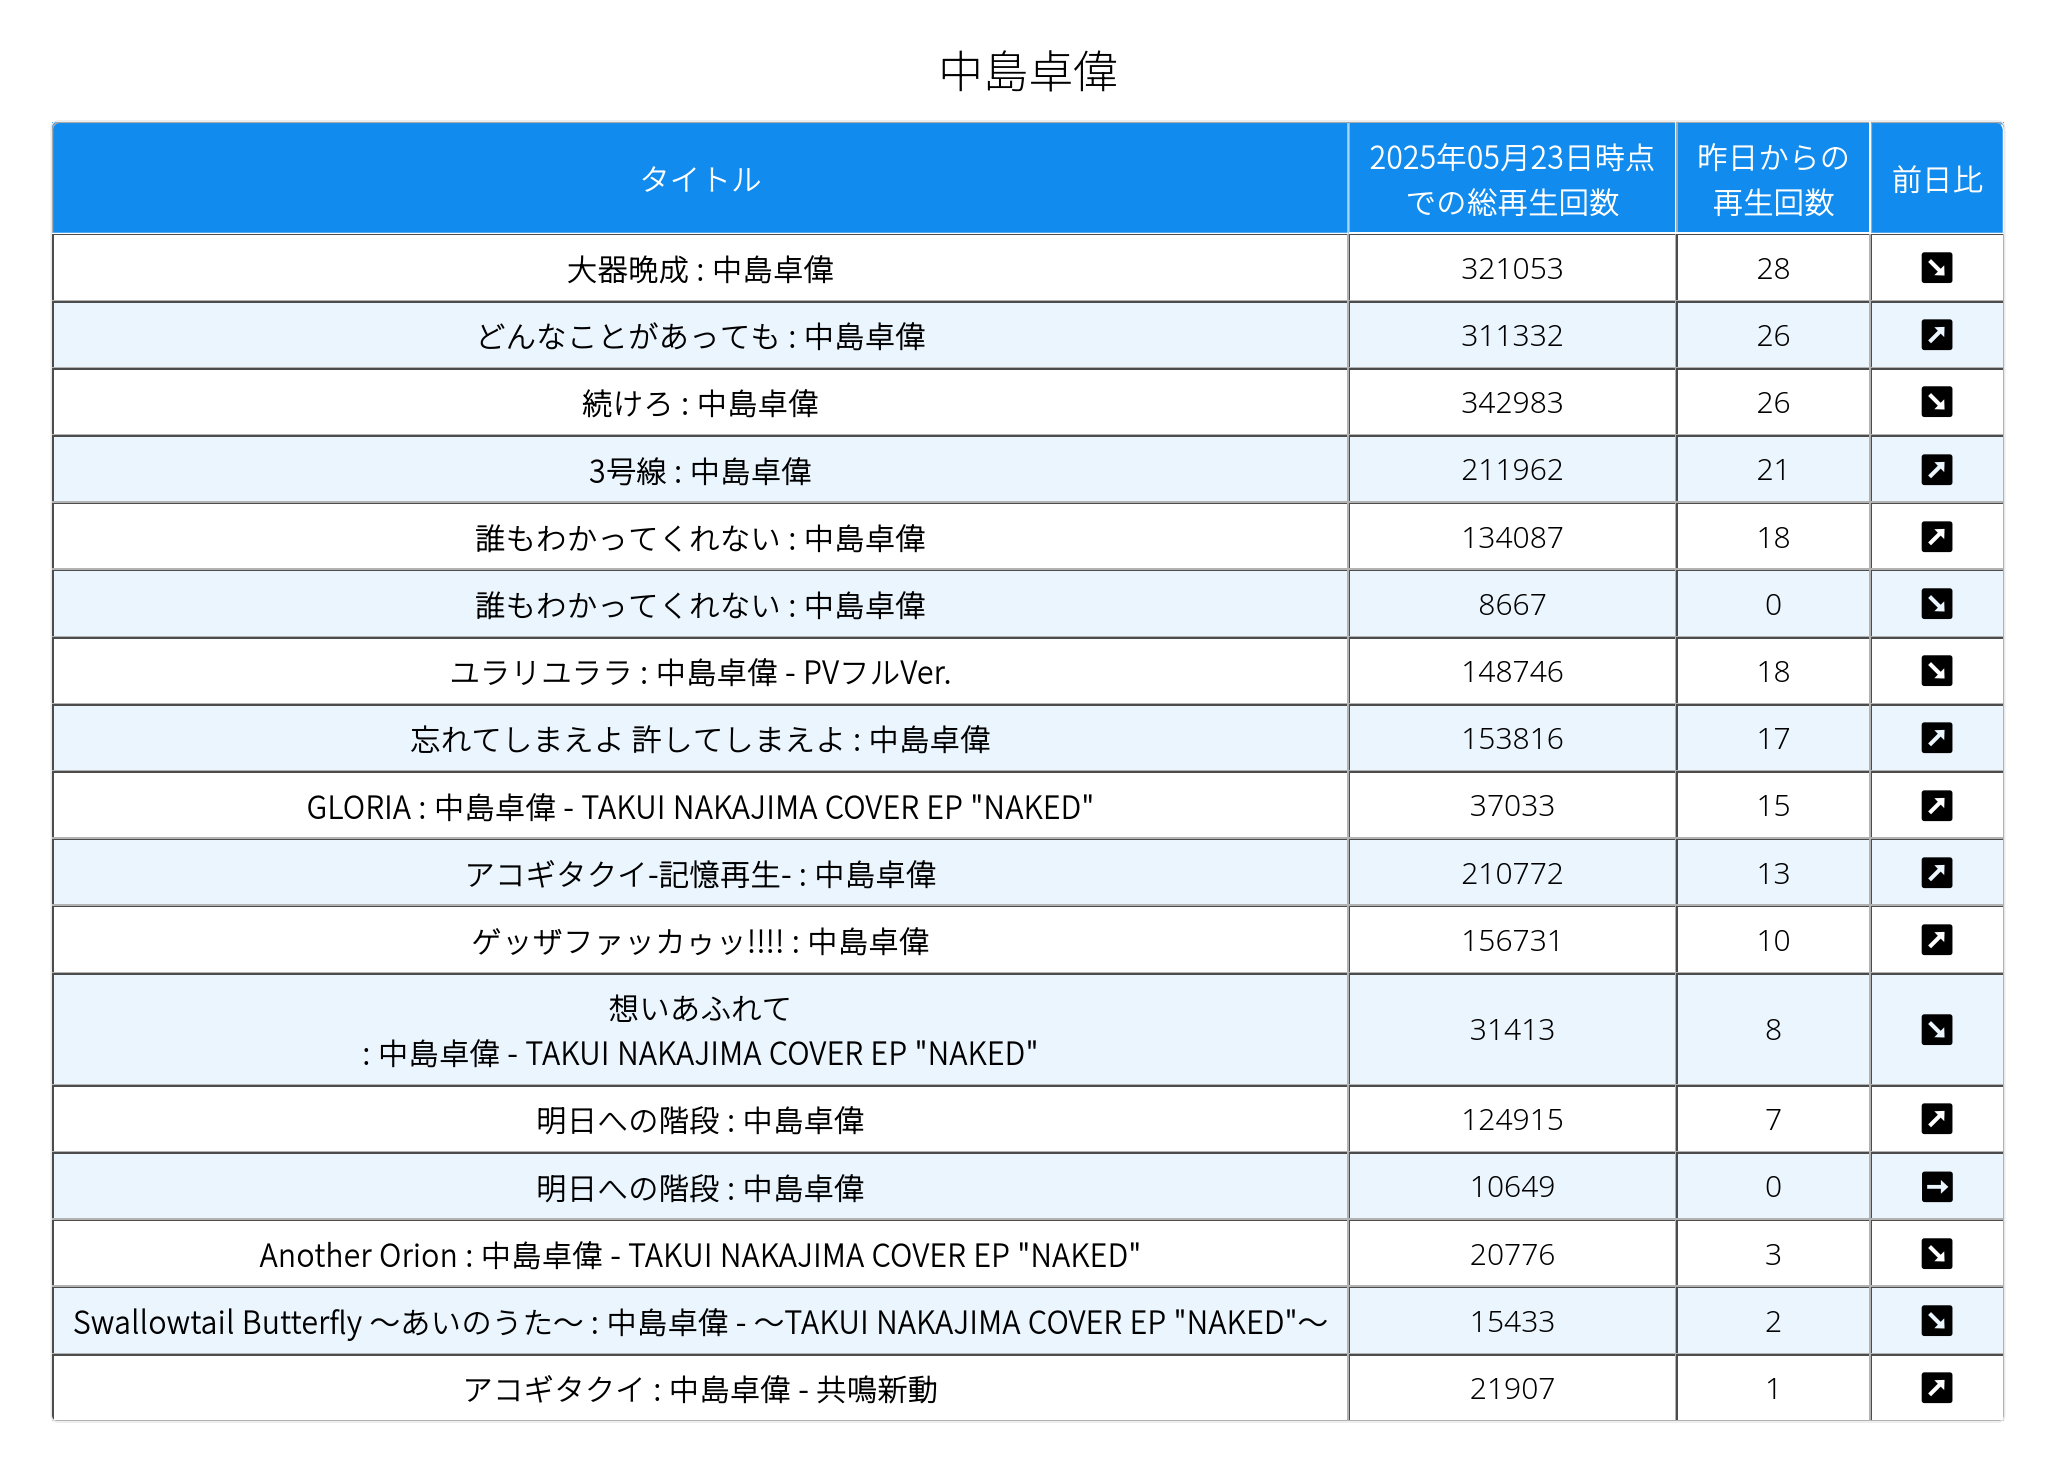 中島卓偉
タイトル
2025年05月23日時点
での総再生回数
昨日からの
再生回数
前日比
大器晩成 : 中島卓偉 321053 28 ↘
どんなことがあっても : 中島卓偉 311332 26 ↗
続けろ : 中島卓偉 342983 26 ↘
3号線 : 中島卓偉 211962 21 ↗
誰もわかってくれない : 中島卓偉 134087 18 ↗
誰もわかってくれない : 中島卓偉 8667 0 ↘
ユラリユララ : 中島卓偉 - PVフルVer. 148746 18 ↘
忘れてしまえよ 許してしまえよ : 中島卓偉 153816 17 ↗
GLORIA : 中島卓偉 - TAKUI NAKAJIMA COVER EP "NAKED" 37033 15 ↗
アコギタクイ-記憶再生- : 中島卓偉 210772 13 ↗
ゲッザファッカゥッ!!!! : 中島卓偉 156731 10 ↗
想いあふれて
: 中島卓偉 - TAKUI NAKAJIMA COVER EP "NAKED" 31413 8 ↘
明日への階段 : 中島卓偉 124915 7 ↗
明日への階段 : 中島卓偉 10649 0 →
Another Orion : 中島卓偉 - TAKUI NAKAJIMA COVER EP "NAKED" 20776 3 ↘
Swallowtail Butterfly 〜あいのうた〜 : 中島卓偉 - 〜TAKUI NAKAJIMA COVER EP "NAKED"〜 15433 2 ↘
アコギタクイ : 中島卓偉 - 共鳴新動 21907 1 ↗